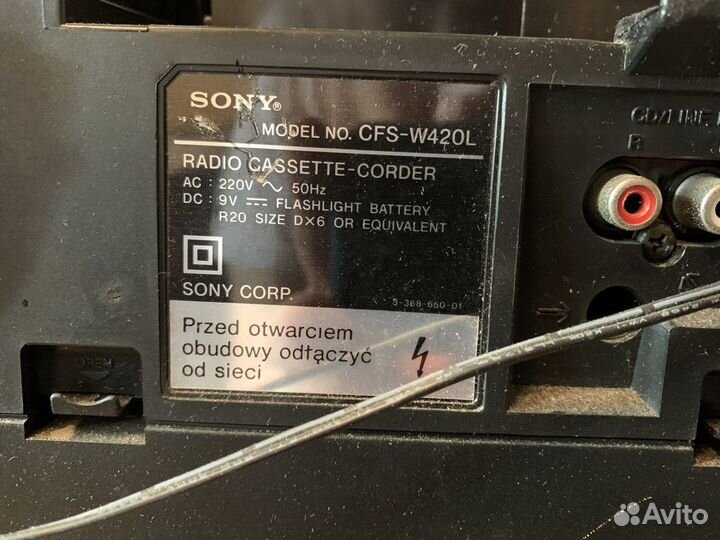 SONY®
MODEL NO. CFS-W420L
RADIO CASSETTE-CORDER
AC : 220V ∿ 50Hz
DC : 9V ⎓ FLASHLIGHT BATTERY
R20 SIZE D×6 OR EQUIVALENT
SONY CORP.
3-368-650-01
Przed otwarciem
obudowy odłączyć
od sieci
OPEN
CD/LINE
R
Avito